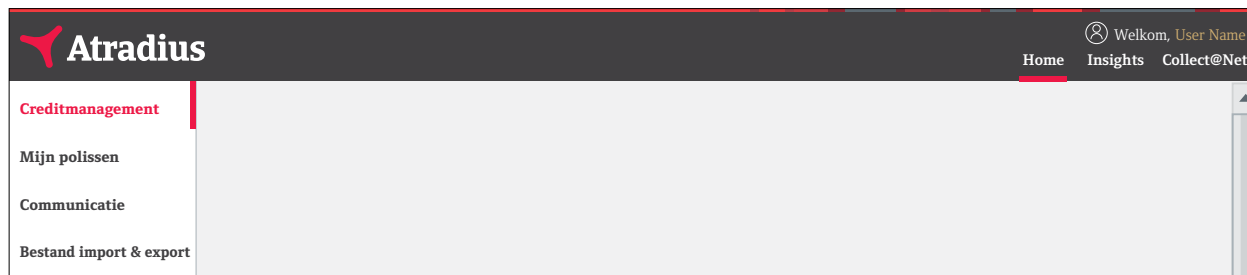 Atradius
Welkom, User Name
Home Insights Collect@Net
Creditmanagement
Mijn polissen
Communicatie
Bestand import & export